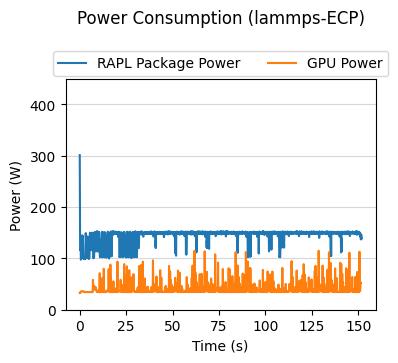 Power Consumption (lammps-ECP)
RAPL Package Power
GPU Power
Power (W)
400
300
200
100
0
0
25
50
75
100
125
150
Time (s)